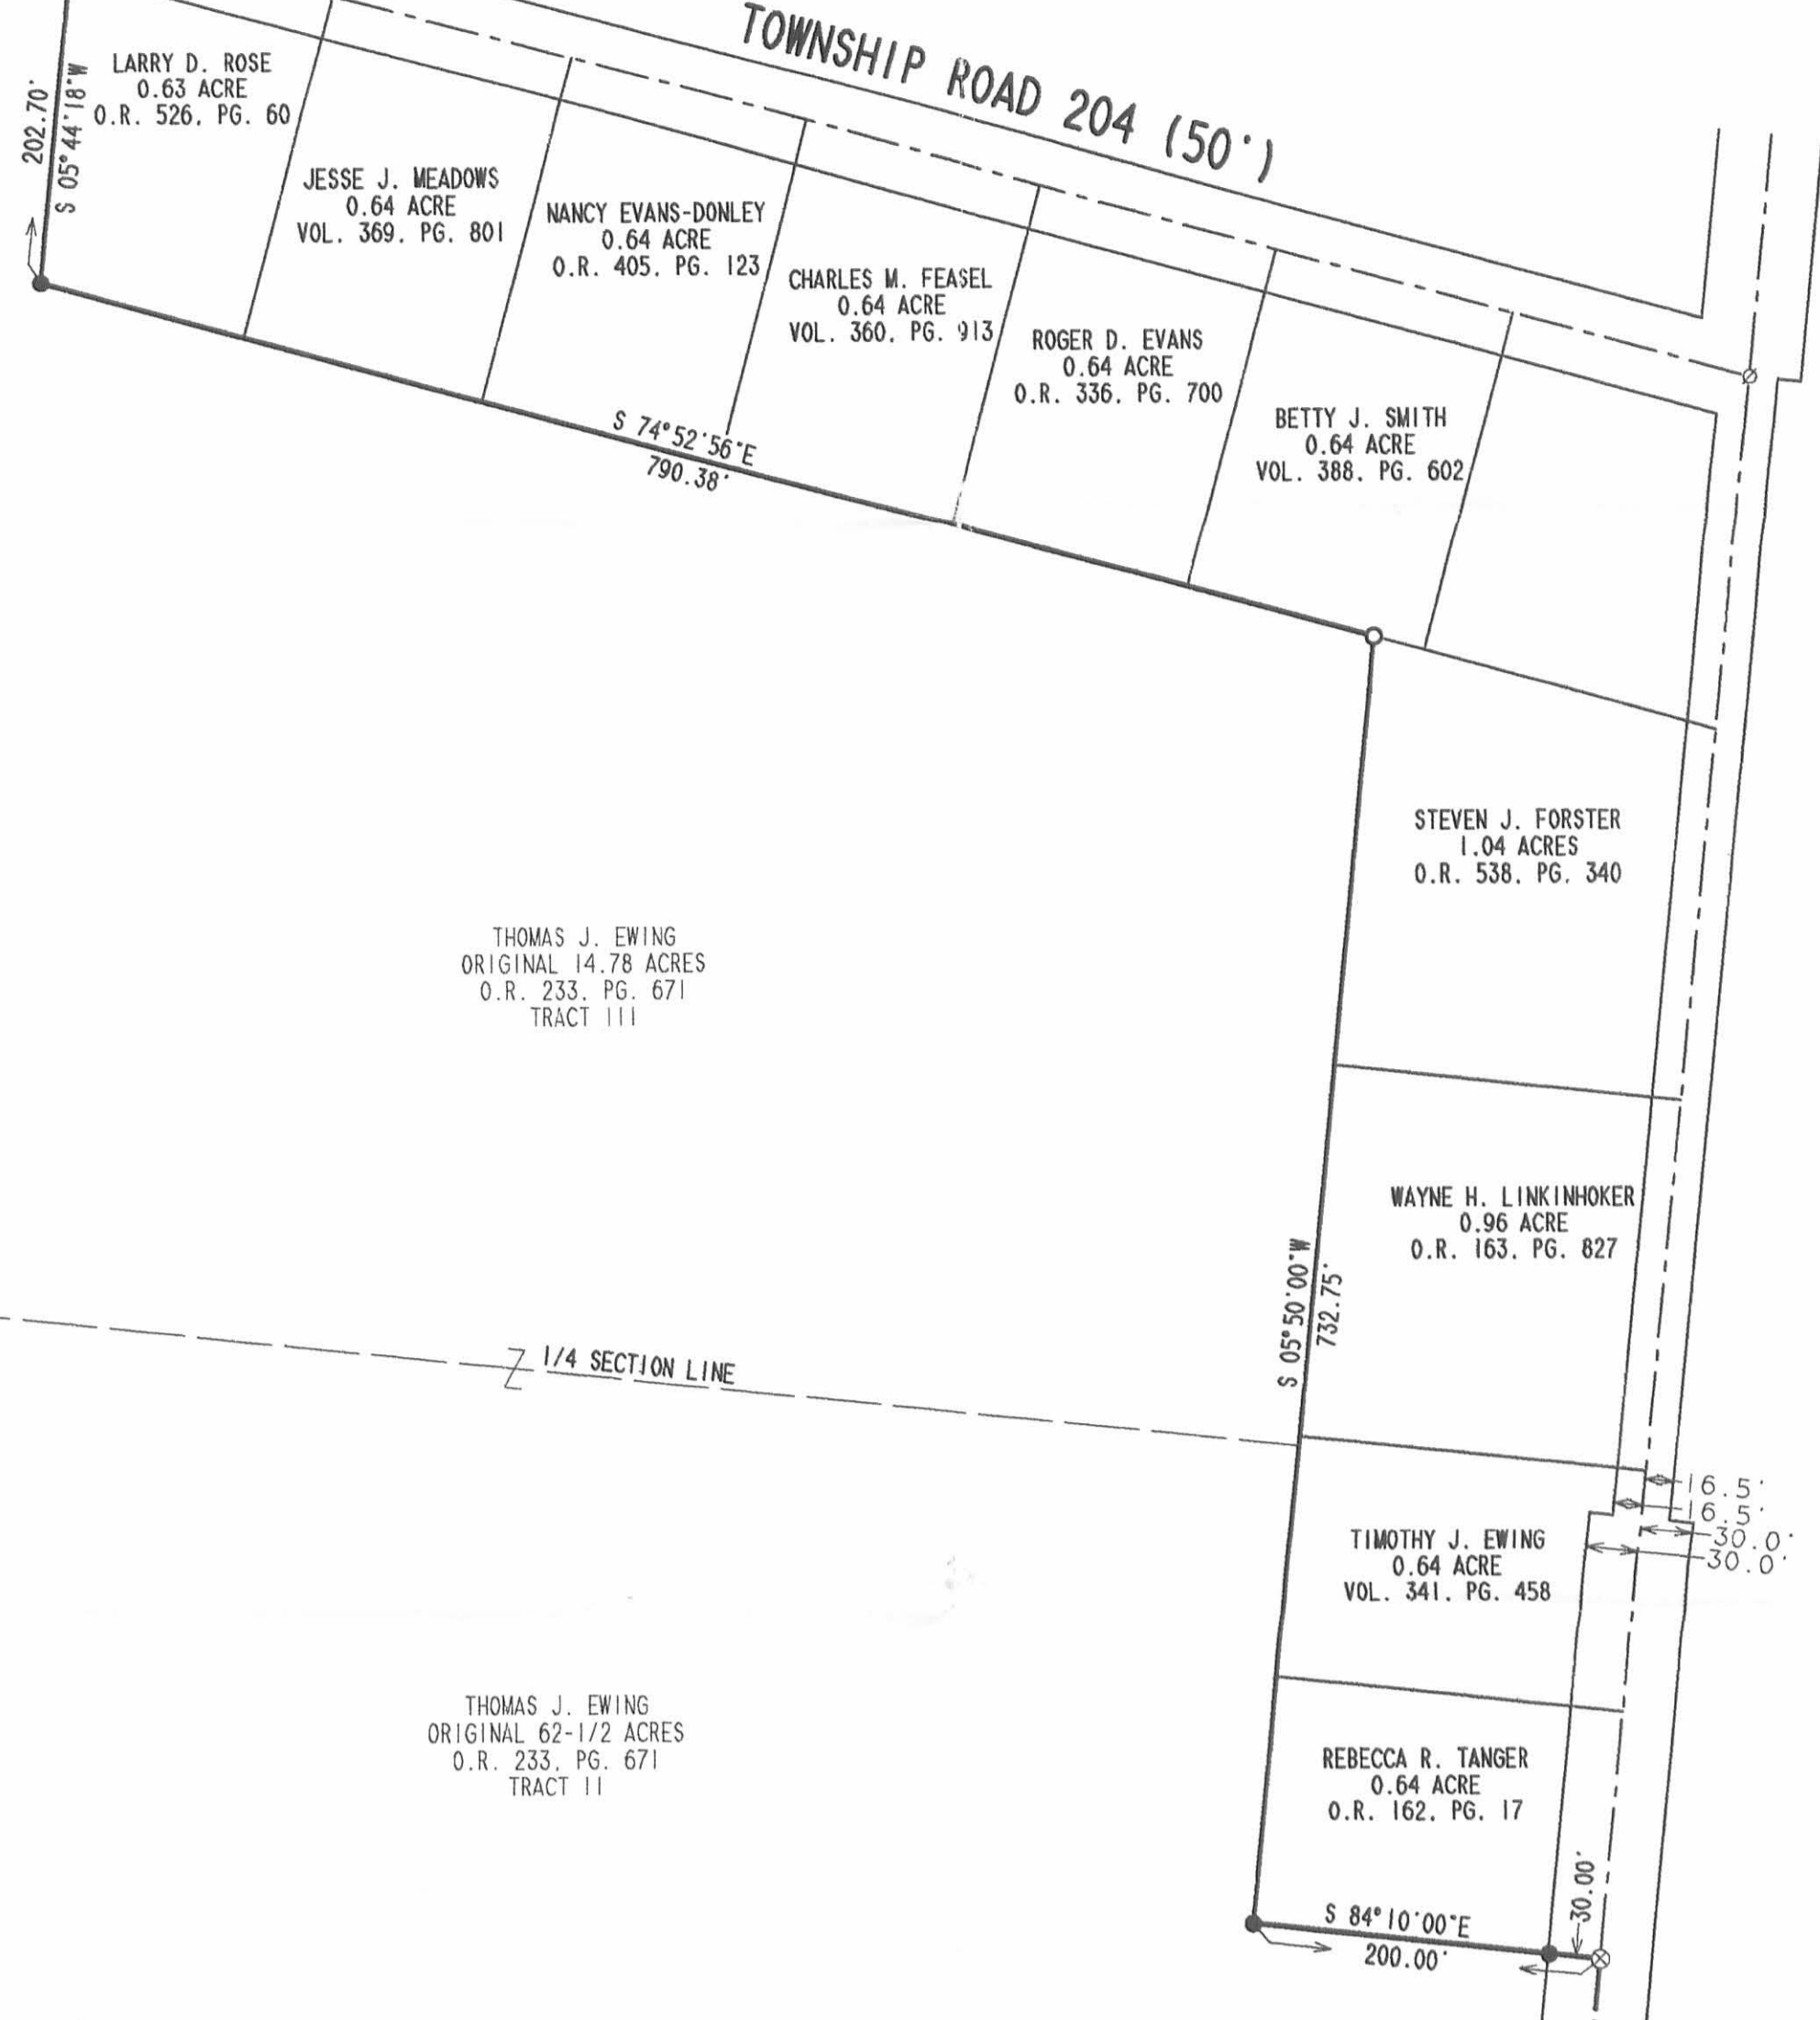 TOWNSHIP ROAD 204 (50')
202.70'
S 05°44'18"W
LARRY D. ROSE
0.63 ACRE
O.R. 526. PG. 60
JESSE J. MEADOWS
0.64 ACRE
VOL. 369. PG. 801
NANCY EVANS-DONLEY
0.64 ACRE
O.R. 405. PG. 123
CHARLES M. FEASEL
0.64 ACRE
VOL. 360. PG. 913
ROGER D. EVANS
0.64 ACRE
O.R. 336. PG. 700
BETTY J. SMITH
0.64 ACRE
VOL. 388. PG. 602
S 74°52'56"E
790.38'
STEVEN J. FORSTER
1.04 ACRES
O.R. 538. PG. 340
THOMAS J. EWING
ORIGINAL 14.78 ACRES
O.R. 233. PG. 671
TRACT III
WAYNE H. LINKINHOKER
0.96 ACRE
O.R. 163. PG. 827
S 05°50'00"W
732.75'
1/4 SECTION LINE
16.5'
16.5'
30.0'
30.0'
TIMOTHY J. EWING
0.64 ACRE
VOL. 341. PG. 458
THOMAS J. EWING
ORIGINAL 62-1/2 ACRES
O.R. 233. PG. 671
TRACT II
REBECCA R. TANGER
0.64 ACRE
O.R. 162. PG. 17
30.00'
S 84°10'00"E
200.00'